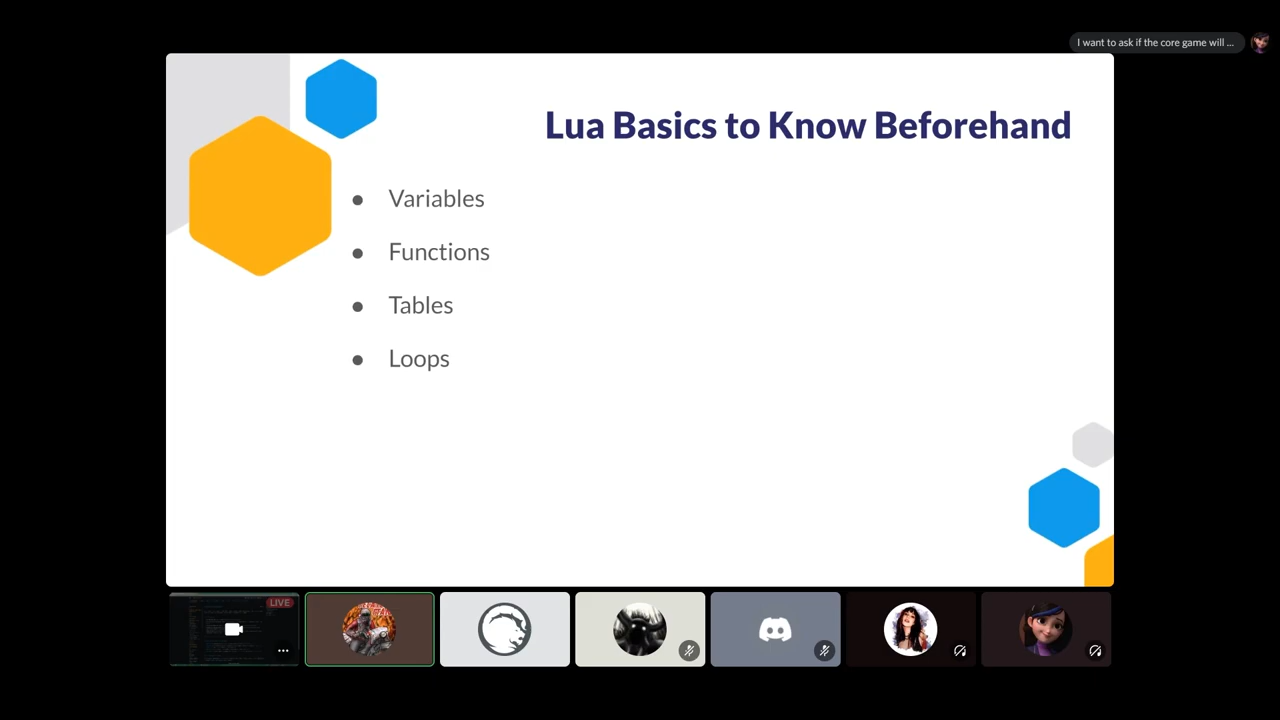 I want to ask if the core game will ...
Lua Basics to Know Beforehand
● Variables
● Functions
● Tables
● Loops
LIVE